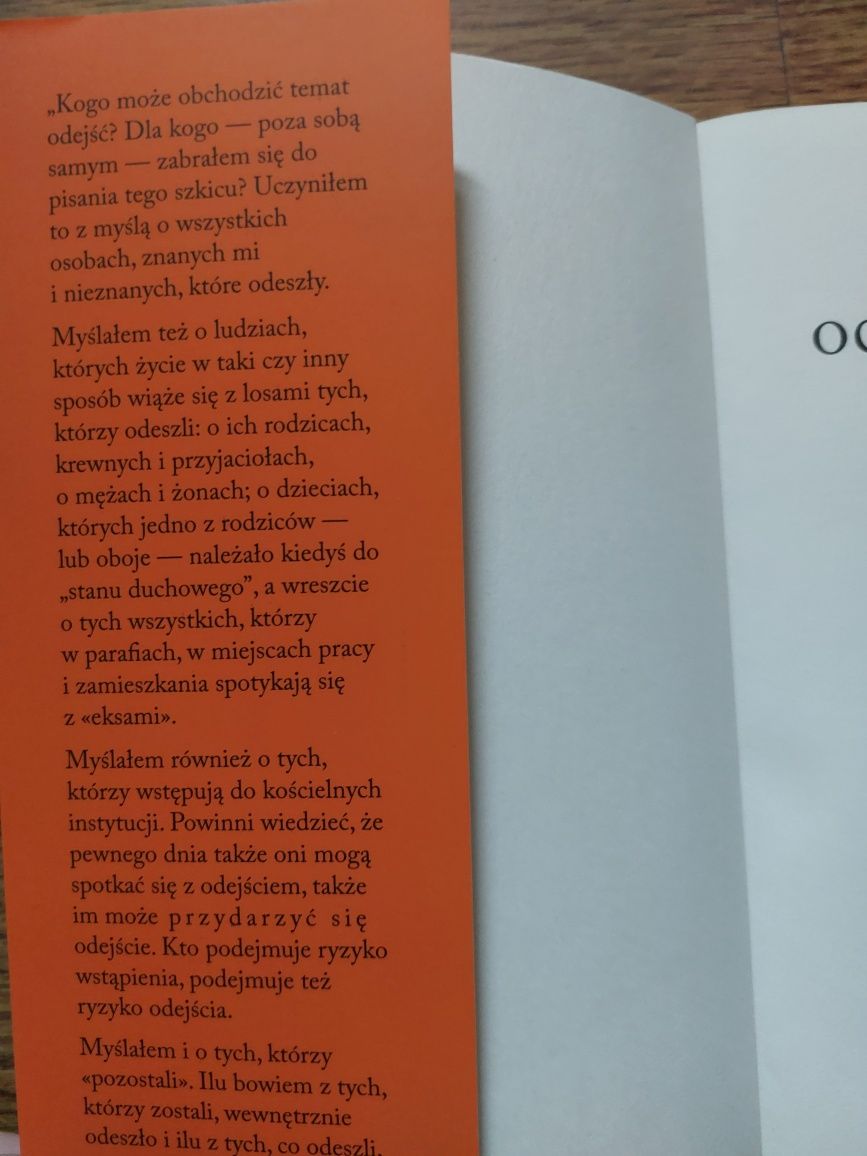 „Kogo może obchodzić temat
odejść? Dla kogo — poza sobą
samym — zabrałem się do
pisania tego szkicu? Uczyniłem
to z myślą o wszystkich
osobach, znanych mi
i nieznanych, które odeszły.
Myślałem też o ludziach,
których życie w taki czy inny
sposób wiąże się z losami tych,
którzy odeszli: o ich rodzicach,
krewnych i przyjaciołach,
o mężach i żonach; o dzieciach,
których jedno z rodziców —
lub oboje — należało kiedyś do
„stanu duchowego”, a wreszcie
o tych wszystkich, którzy
w parafiach, w miejscach pracy
i zamieszkania spotykają się
z «eksami».
Myślałem również o tych,
którzy wstępują do kościelnych
instytucji. Powinni wiedzieć, że
pewnego dnia także oni mogą
spotkać się z odejściem, także
im może przydarzyć się
odejście. Kto podejmuje ryzyko
wstąpienia, podejmuje też
ryzyko odejścia.
Myślałem i o tych, którzy
«pozostali». Ilu bowiem z tych,
którzy zostali, wewnętrznie
odeszło i ilu z tych, co odeszli,